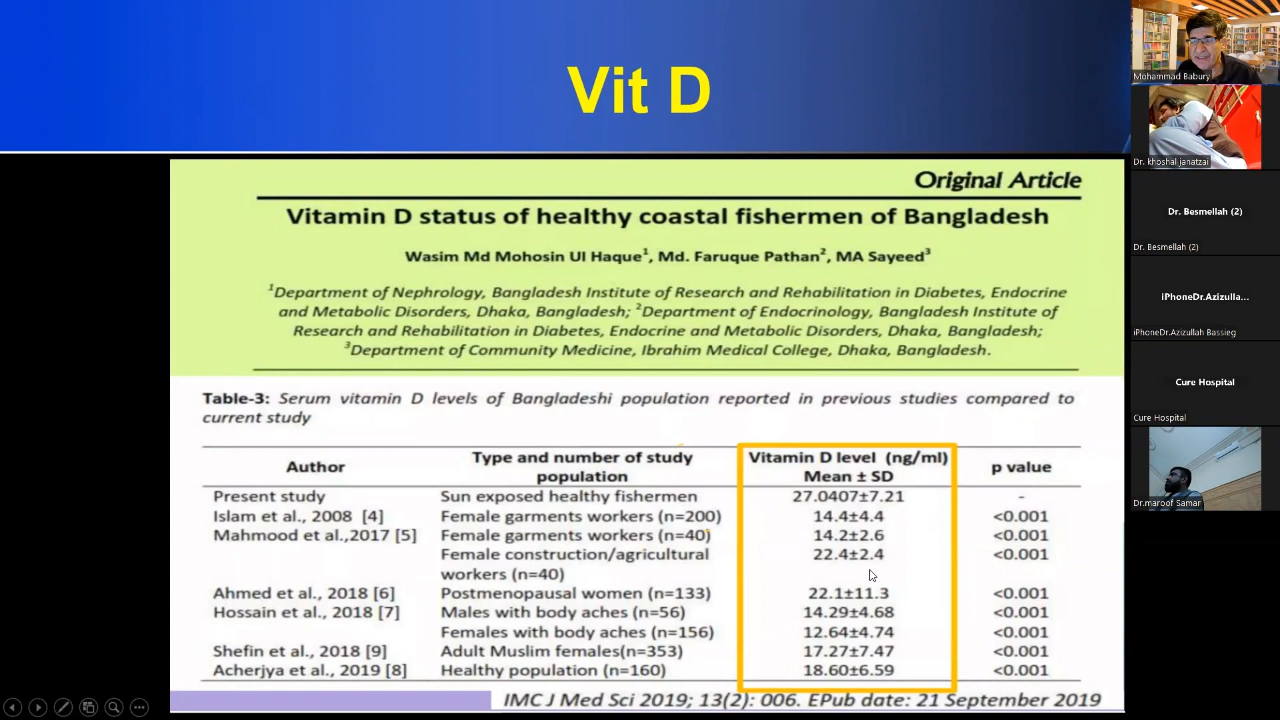 Vit D
Original Article
Vitamin D status of healthy coastal fishermen of Bangladesh
Wasim Md Mohosin Ul Haque1, Md. Faruque Pathan2, MA Sayeed3
1Department of Nephrology, Bangladesh Institute of Research and Rehabilitation in Diabetes, Endocrine
and Metabolic Disorders, Dhaka, Bangladesh; 2Department of Endocrinology, Bangladesh Institute of
Research and Rehabilitation in Diabetes, Endocrine and Metabolic Disorders, Dhaka, Bangladesh;
3Department of Community Medicine, Ibrahim Medical College, Dhaka, Bangladesh.
Table-3: Serum vitamin D levels of Bangladeshi population reported in previous studies compared to
current study
Author Type and number of study population Vitamin D level (ng/ml) Mean ± SD p value
Present study Sun exposed healthy fishermen 27.0407±7.21 -
Islam et al., 2008 [4] Female garments workers (n=200) 14.4±4.4 <0.001
Mahmood et al.,2017 [5] Female garments workers (n=40) 14.2±2.6 <0.001
Female construction/agricultural 22.4±2.4 <0.001
workers (n=40)
Ahmed et al., 2018 [6] Postmenopausal women (n=133) 22.1±11.3 <0.001
Hossain et al., 2018 [7] Males with body aches (n=56) 14.29±4.68 <0.001
Females with body aches (n=156) 12.64±4.74 <0.001
Shefin et al., 2018 [9] Adult Muslim females(n=353) 17.27±7.47 <0.001
Acherjya et al., 2019 [8] Healthy population (n=160) 18.60±6.59 <0.001
IMC J Med Sci 2019; 13(2): 006. EPub date: 21 September 2019
Mohammad Babury
Dr. khoshal janatzai
Dr. Besmellah (2)
Dr. Besmellah (2)
iPhoneDr.Azizulla...
iPhoneDr.Azizullah Bassieg
Cure Hospital
Cure Hospital
Dr.maroof Samar